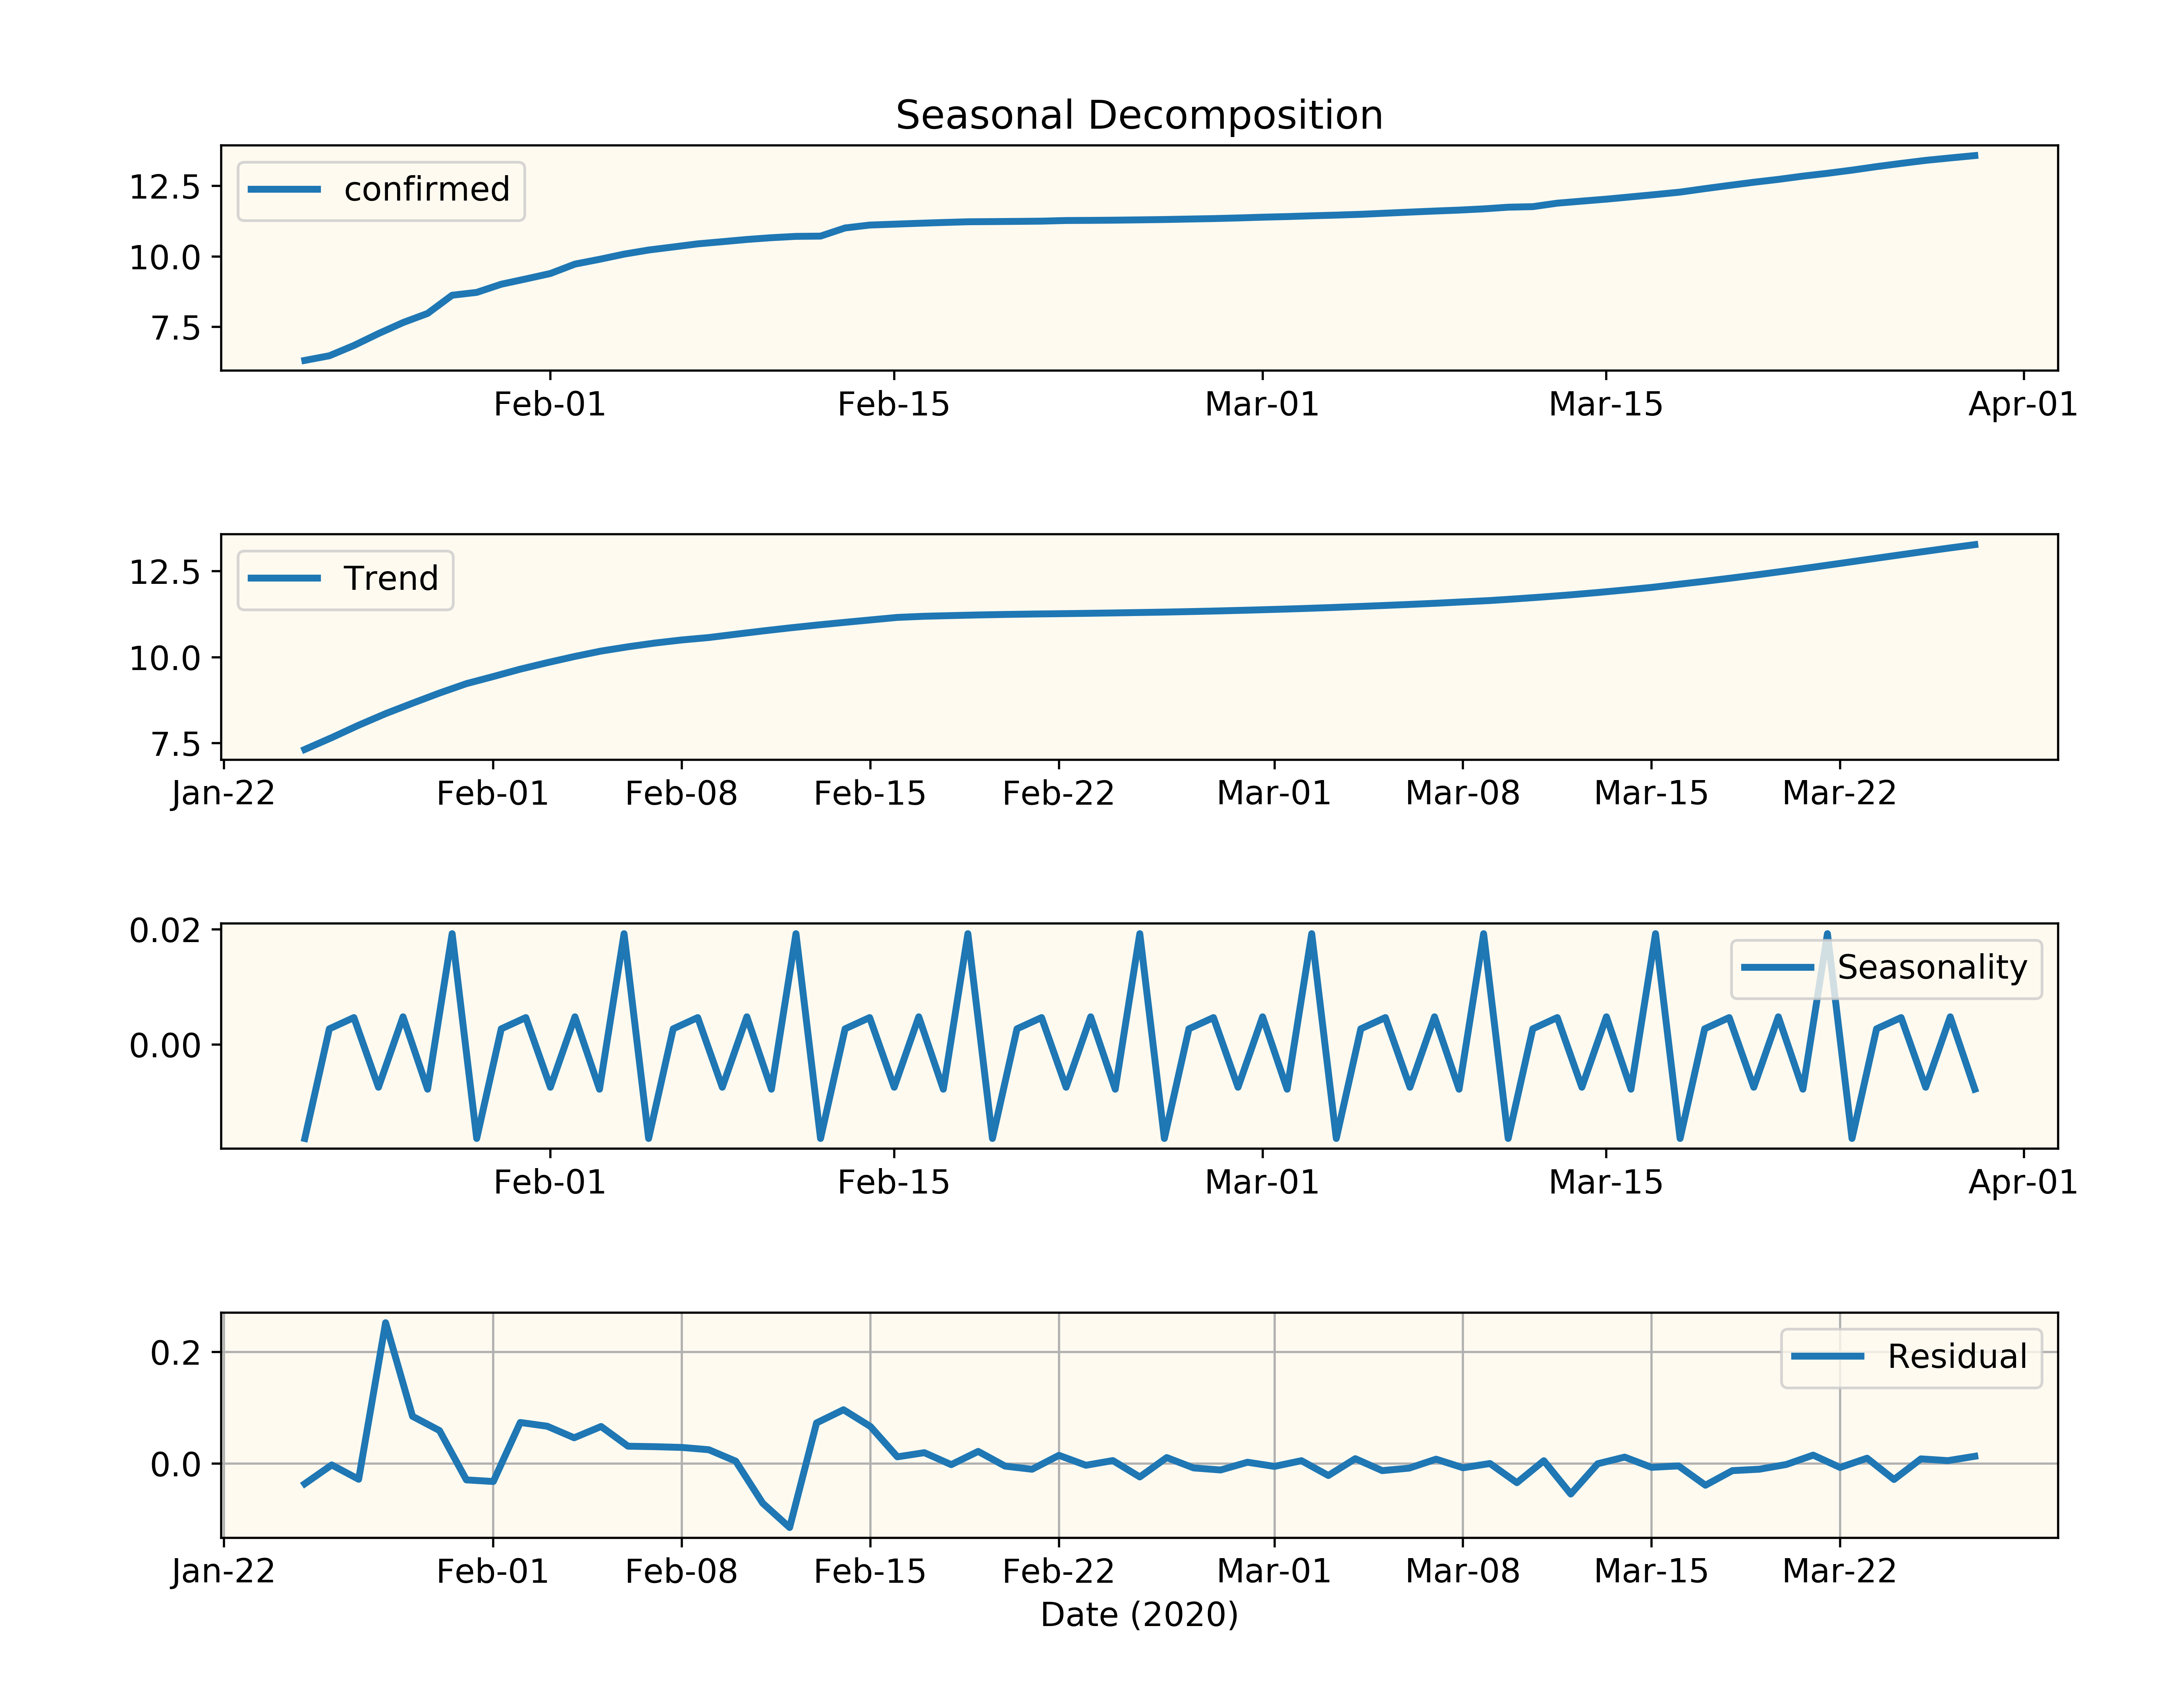 Seasonal Decomposition
12.5
10.0
7.5
confirmed
Feb-01 Feb-15 Mar-01 Mar-15 Apr-01
12.5
10.0
7.5
Trend
Jan-22 Feb-01 Feb-08 Feb-15 Feb-22 Mar-01 Mar-08 Mar-15 Mar-22
0.02
0.00
Seasonality
Feb-01 Feb-15 Mar-01 Mar-15 Apr-01
0.2
0.0
Residual
Jan-22 Feb-01 Feb-08 Feb-15 Feb-22 Mar-01 Mar-08 Mar-15 Mar-22
Date (2020)